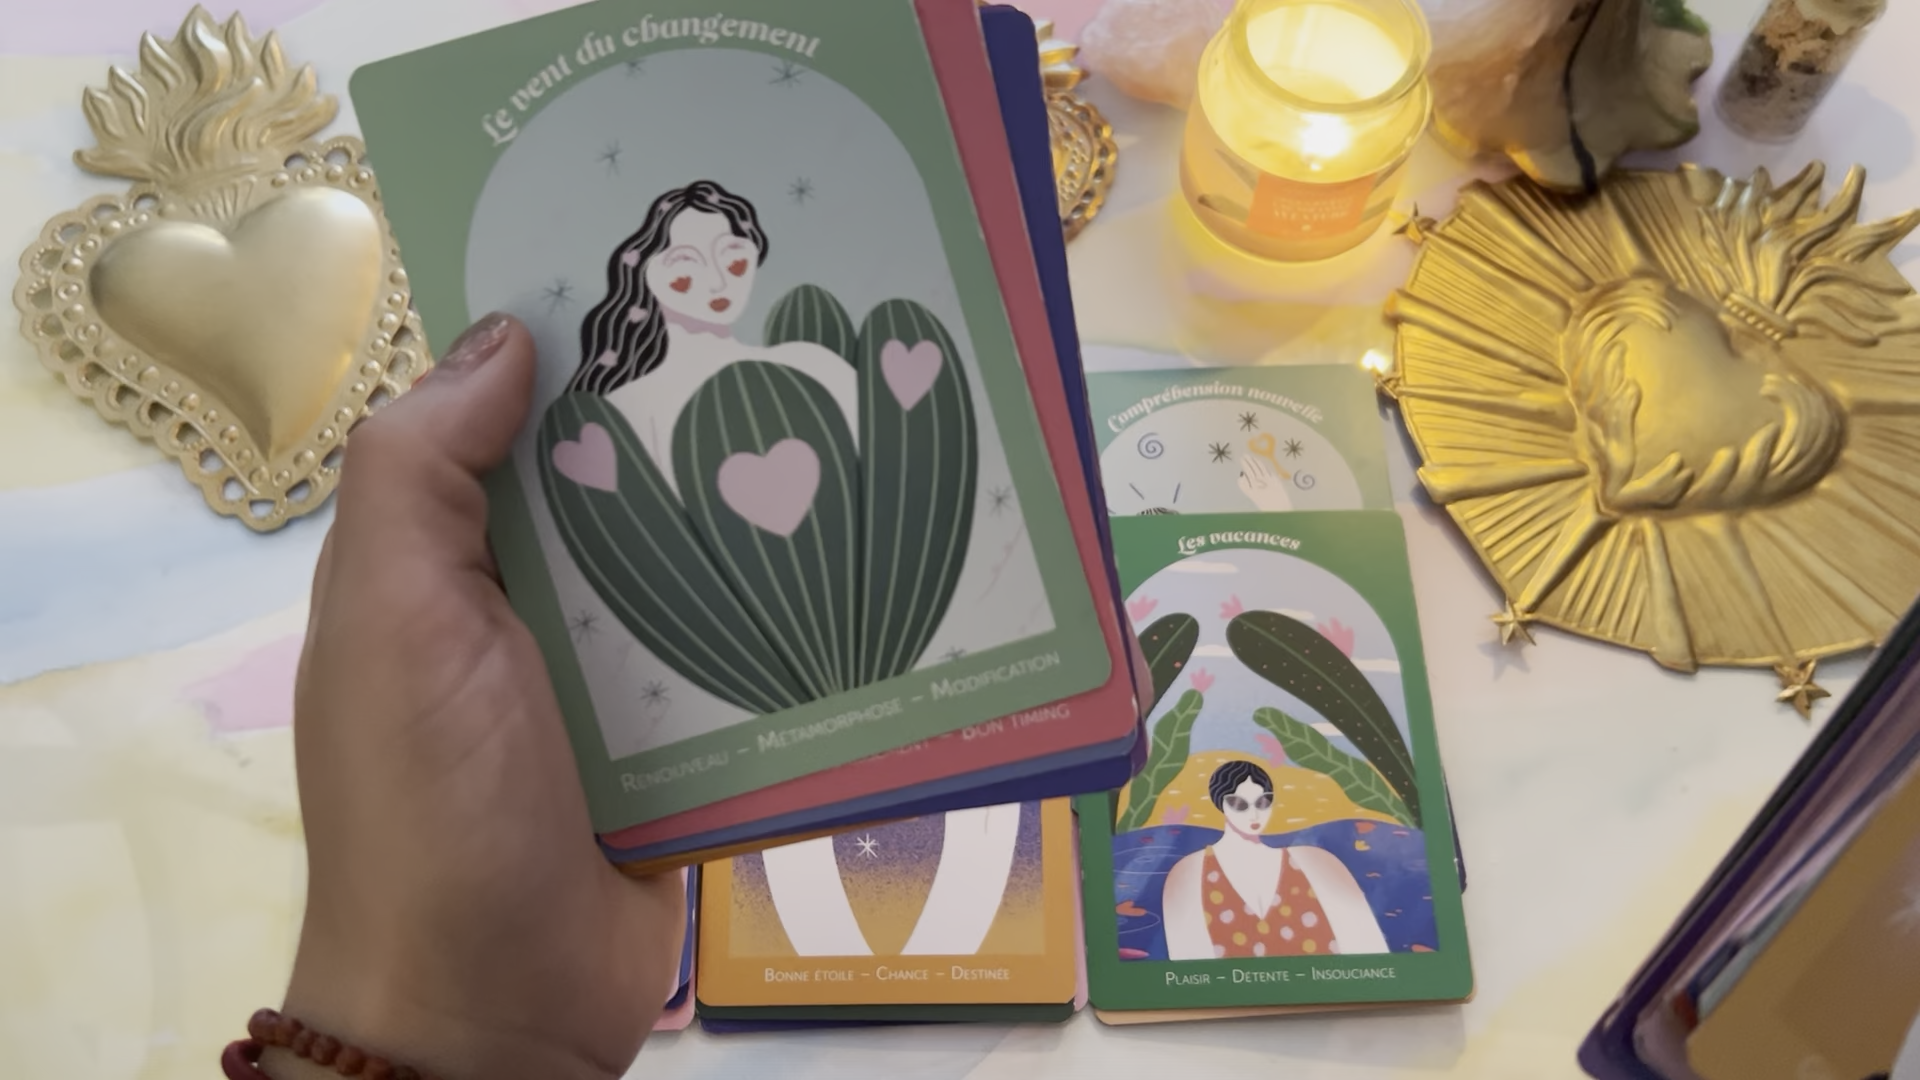 Le vent du changement
Renouveau – Métamorphose – Modification
Bon timing
Compréhension nouvelle
Les vacances
Bonne étoile – Chance – Destinée
Plaisir – Détente – Insouciance